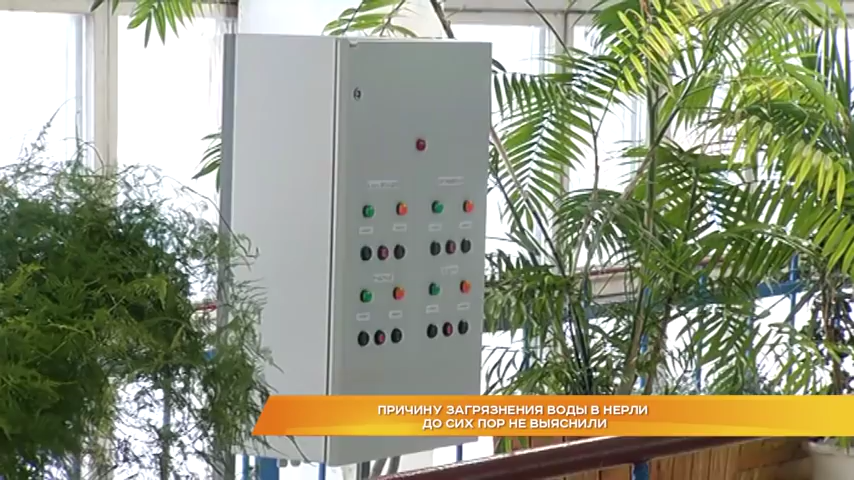 ПРИЧИНУ ЗАГРЯЗНЕНИЯ ВОДЫ В НЕРЛИ
ДО СИХ ПОР НЕ ВЫЯСНИЛИ